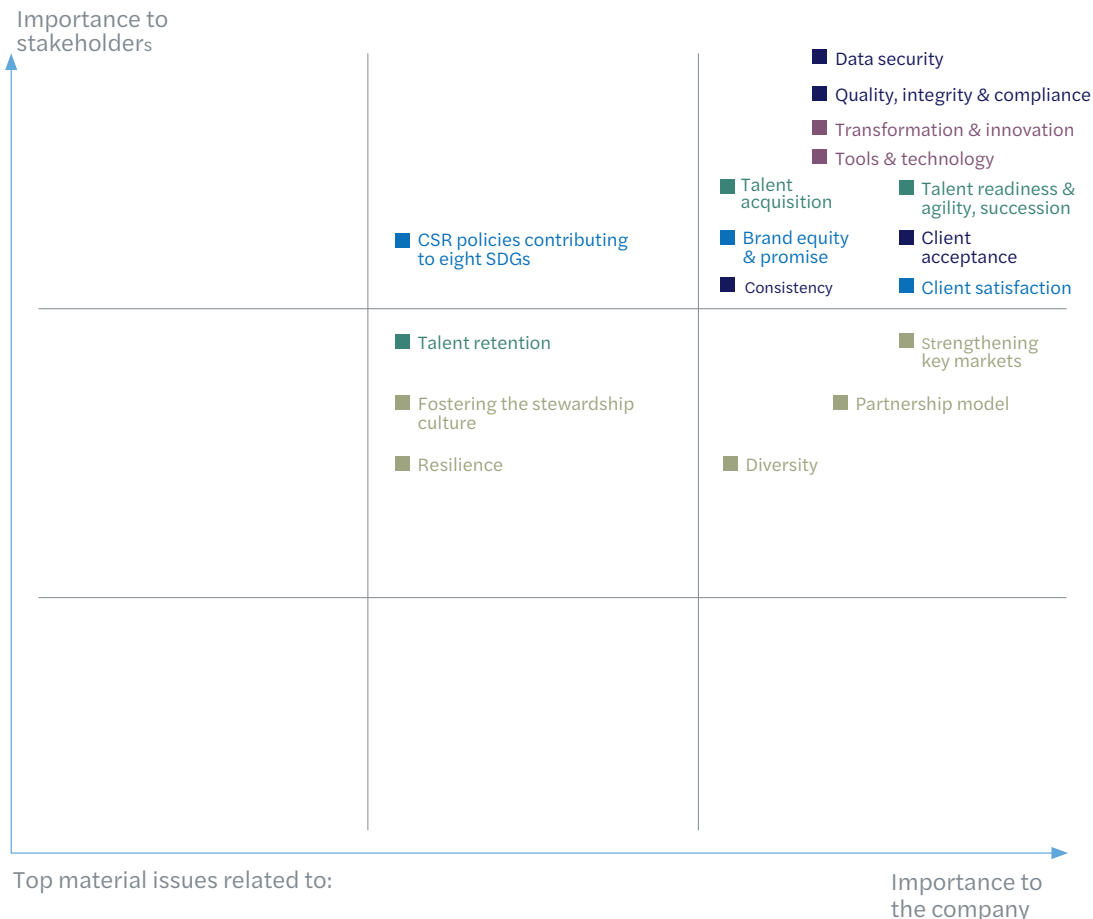 Importance to
stakeholders
Data security
Quality, integrity & compliance
Transformation & innovation
Tools & technology
Talent
acquisition
Talent readiness &
agility, succession
CSR policies contributing
to eight SDGs
Brand equity
& promise
Client
acceptance
Consistency
Client satisfaction
Talent retention
Strengthening
key markets
Fostering the stewardship
culture
Partnership model
Resilience
Diversity
Top material issues related to:
Importance to
the company